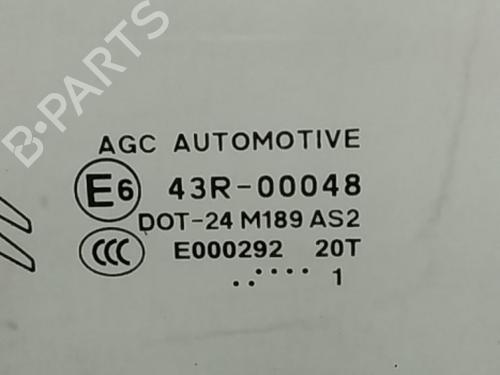 B-PARTS
AGC AUTOMOTIVE
E6 43R-00048
DOT-24 M189 AS2
CCC E000292 20T
..·.···· 1